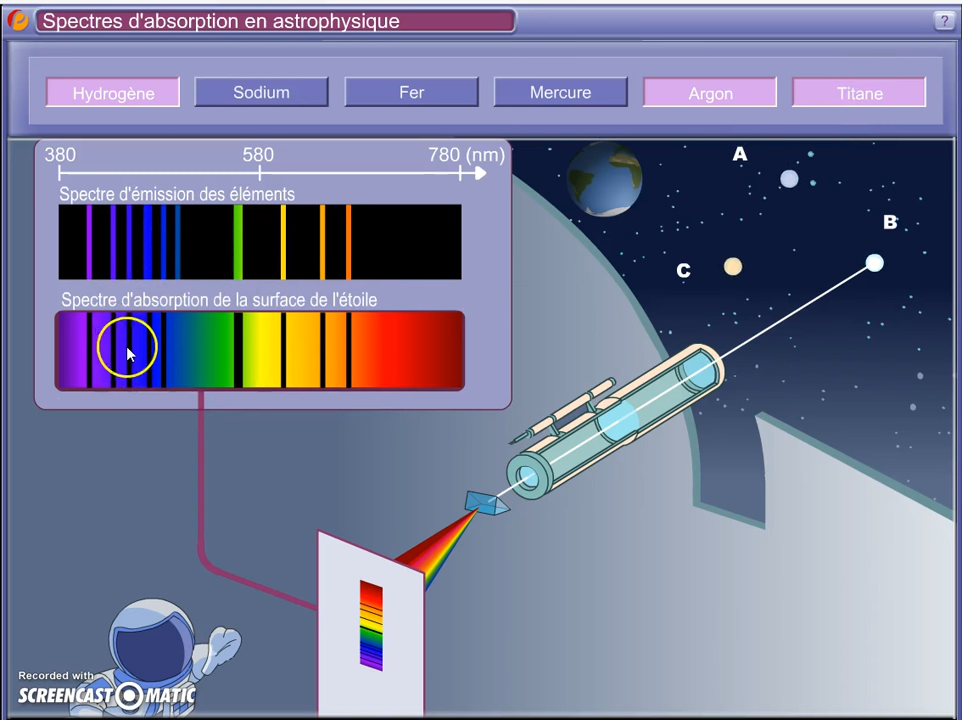 Spectres d'absorption en astrophysique
?
Hydrogène Sodium Fer Mercure Argon Titane
380 580 780 (nm)
Spectre d'émission des éléments
Spectre d'absorption de la surface de l'étoile
A
B
C
Recorded with
SCREENCAST-O-MATIC